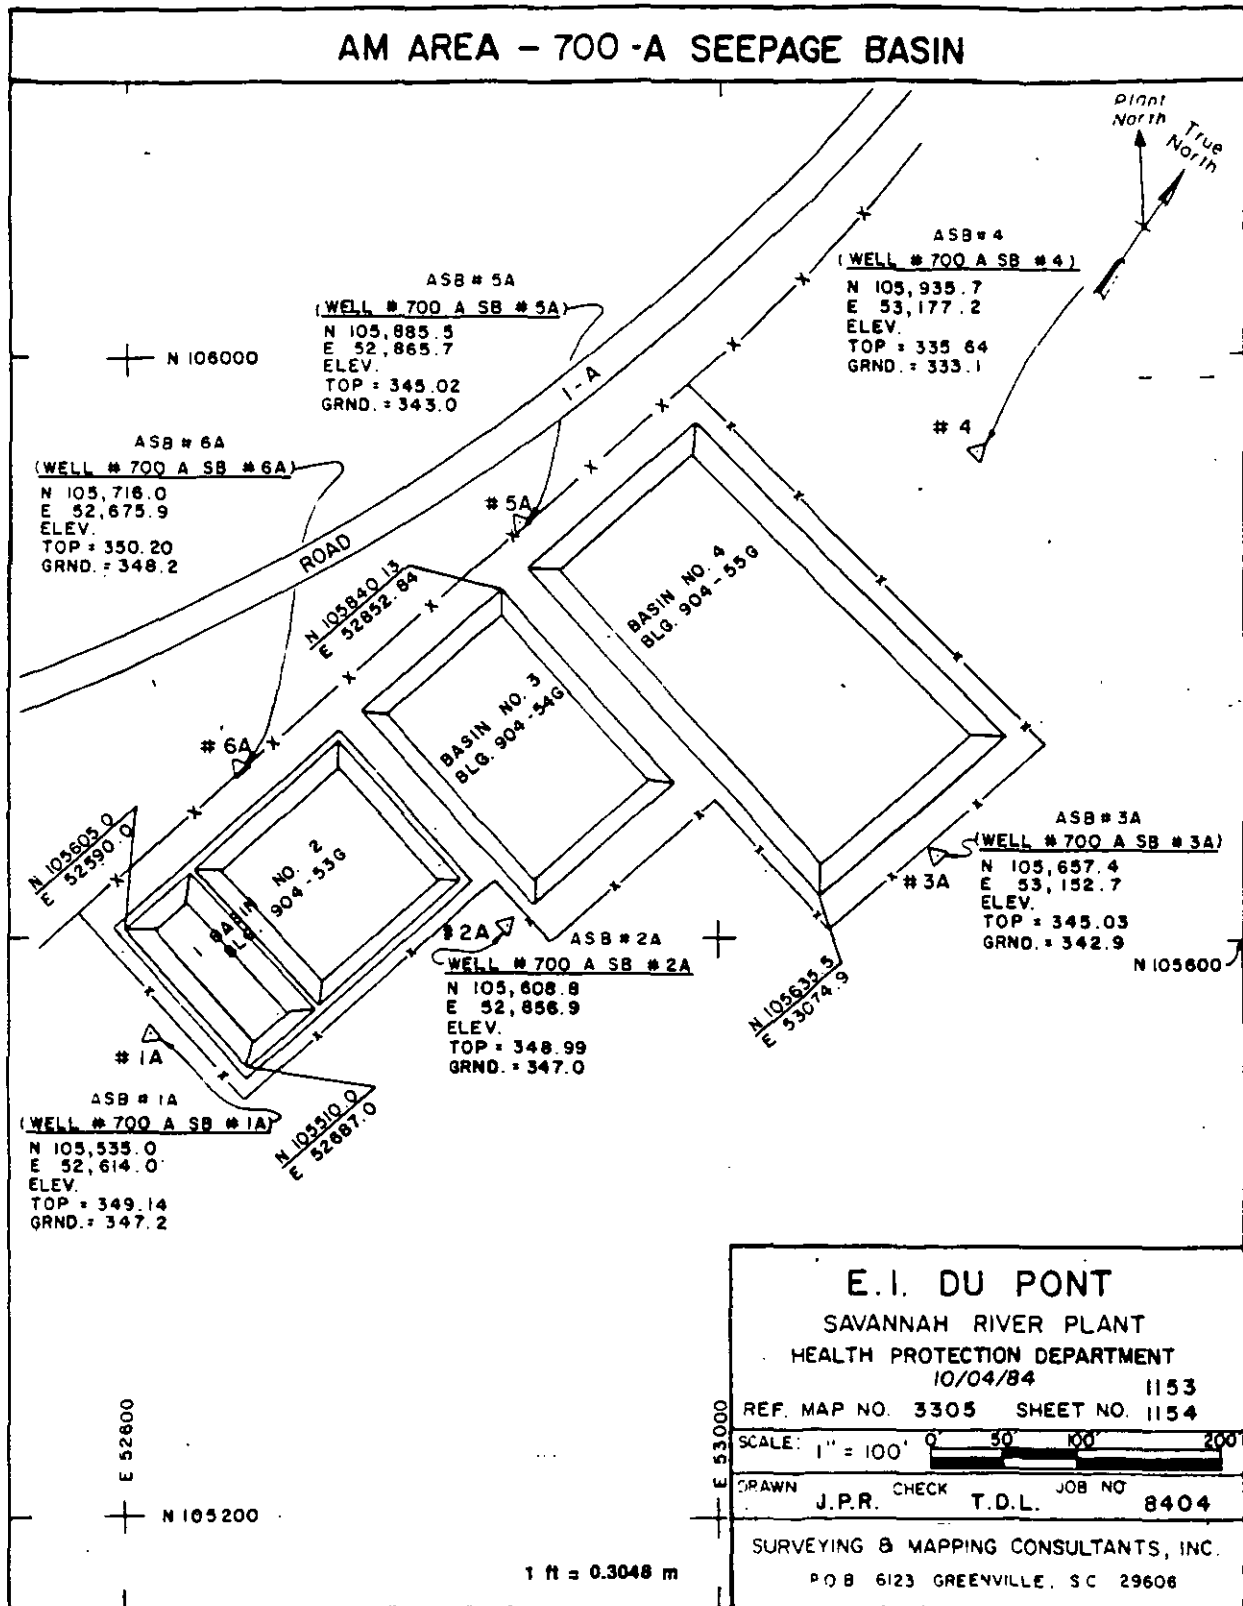 AM AREA - 700-A SEEPAGE BASIN
Plant
North
True
North
ASB # 4
(WELL # 700 A SB # 4)
N 105,935.7
E 53,177.2
ELEV.
TOP = 335 64
GRND. = 333.1
ASB # 5A
(WELL # 700 A SB # 5A)
N 105,885.5
E 52,865.7
ELEV.
TOP = 345.02
GRND. = 343.0
N 106000
1-A
# 4
ASB # 6A
(WELL # 700 A SB # 6A)
N 105,716.0
E 52,675.9
ELEV.
TOP = 350.20
GRND. = 348.2
# 5A
ROAD
N 105840.13
E 52852.84
BASIN NO. 4
BLG. 904-55G
BASIN NO. 3
BLG. 904-54G
# 6A
N 105605.0
E 52590.0
NO. 2
904-53G
BASIN
BLG.
1
ASB # 3A
(WELL # 700 A SB # 3A)
N 105,657.4
E 53,152.7
ELEV.
TOP = 345.03
GRND. = 342.9
# 3A
# 2A
ASB # 2A
WELL # 700 A SB # 2A
N 105,608.8
E 52,856.9
ELEV.
TOP = 348.99
GRND. = 347.0
N 105600
N 105635.5
E 53074.9
# 1A
ASB # 1A
(WELL # 700 A SB # 1A)
N 105,535.0
E 52,614.0
ELEV.
TOP = 349.14
GRND. = 347.2
N 105510.0
E 52687.0
E 52600
E 53000
N 105200
1 ft = 0.3048 m
E.I. DU PONT
SAVANNAH RIVER PLANT
HEALTH PROTECTION DEPARTMENT
10/04/84
1153
REF. MAP NO. 3305 SHEET NO. 1154
SCALE: 1" = 100'
0' 50' 100' 200'
DRAWN J.P.R. CHECK T.D.L. JOB NO 8404
SURVEYING & MAPPING CONSULTANTS, INC.
P O B 6123 GREENVILLE, S C 29606